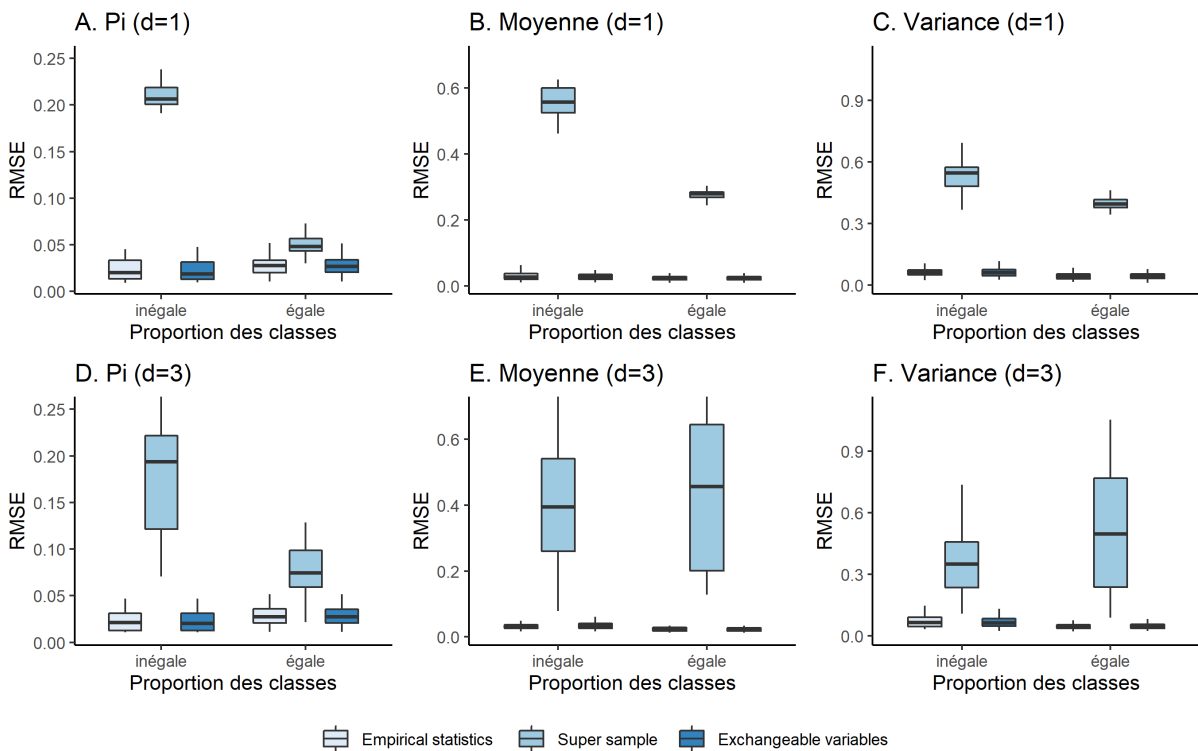 A. Pi (d=1)
RMSE
0.25
0.20
0.15
0.10
0.05
0.00
inégale
égale
Proportion des classes
B. Moyenne (d=1)
RMSE
0.6
0.4
0.2
0.0
inégale
égale
Proportion des classes
C. Variance (d=1)
RMSE
0.9
0.6
0.3
0.0
inégale
égale
Proportion des classes
D. Pi (d=3)
RMSE
0.25
0.20
0.15
0.10
0.05
0.00
inégale
égale
Proportion des classes
E. Moyenne (d=3)
RMSE
0.6
0.4
0.2
0.0
inégale
égale
Proportion des classes
F. Variance (d=3)
RMSE
0.9
0.6
0.3
0.0
inégale
égale
Proportion des classes
Empirical statistics
Super sample
Exchangeable variables